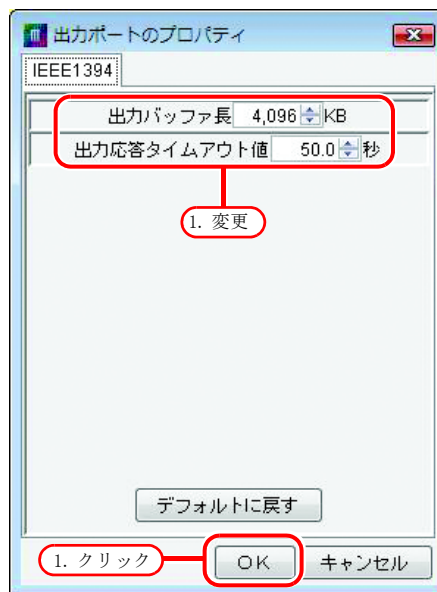 出力ポートのプロパティ
IEEE1394
出力バッファ長 4,096 KB
出力応答タイムアウト値 50.0 秒
1. 変更
デフォルトに戻す
1. クリック
OK
キャンセル